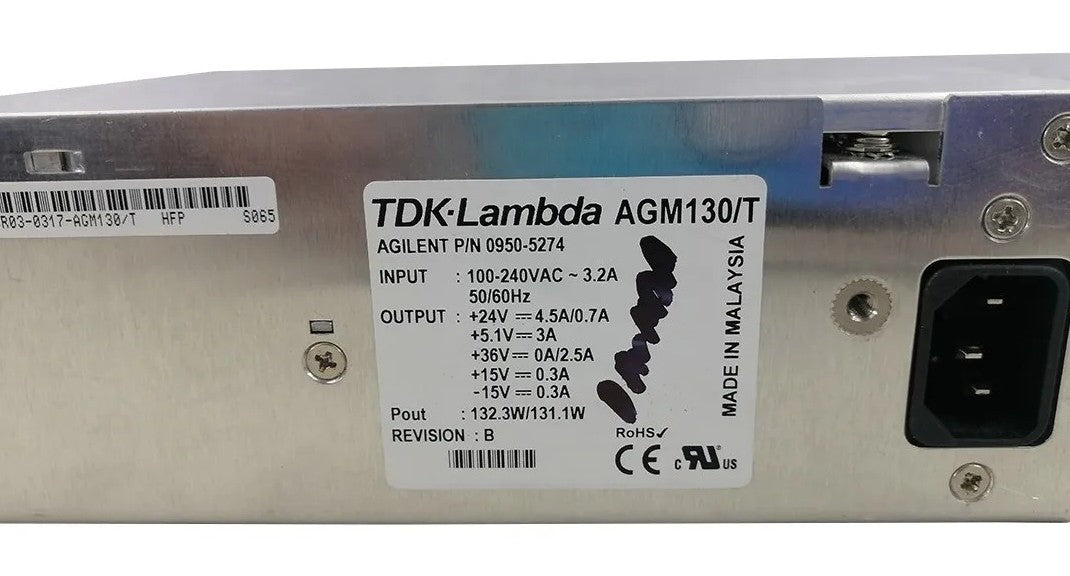 R03-0317-AGM130/T HFP S065
TDK·Lambda AGM130/T
AGILENT P/N 0950-5274
INPUT : 100-240VAC ~ 3.2A
50/60Hz
OUTPUT : +24V ⎓ 4.5A/0.7A
+5.1V ⎓ 3A
+36V ⎓ 0A/2.5A
+15V ⎓ 0.3A
-15V ⎓ 0.3A
Pout : 132.3W/131.1W
REVISION : B
MADE IN MALAYSIA
RoHS✓
CE c RU US